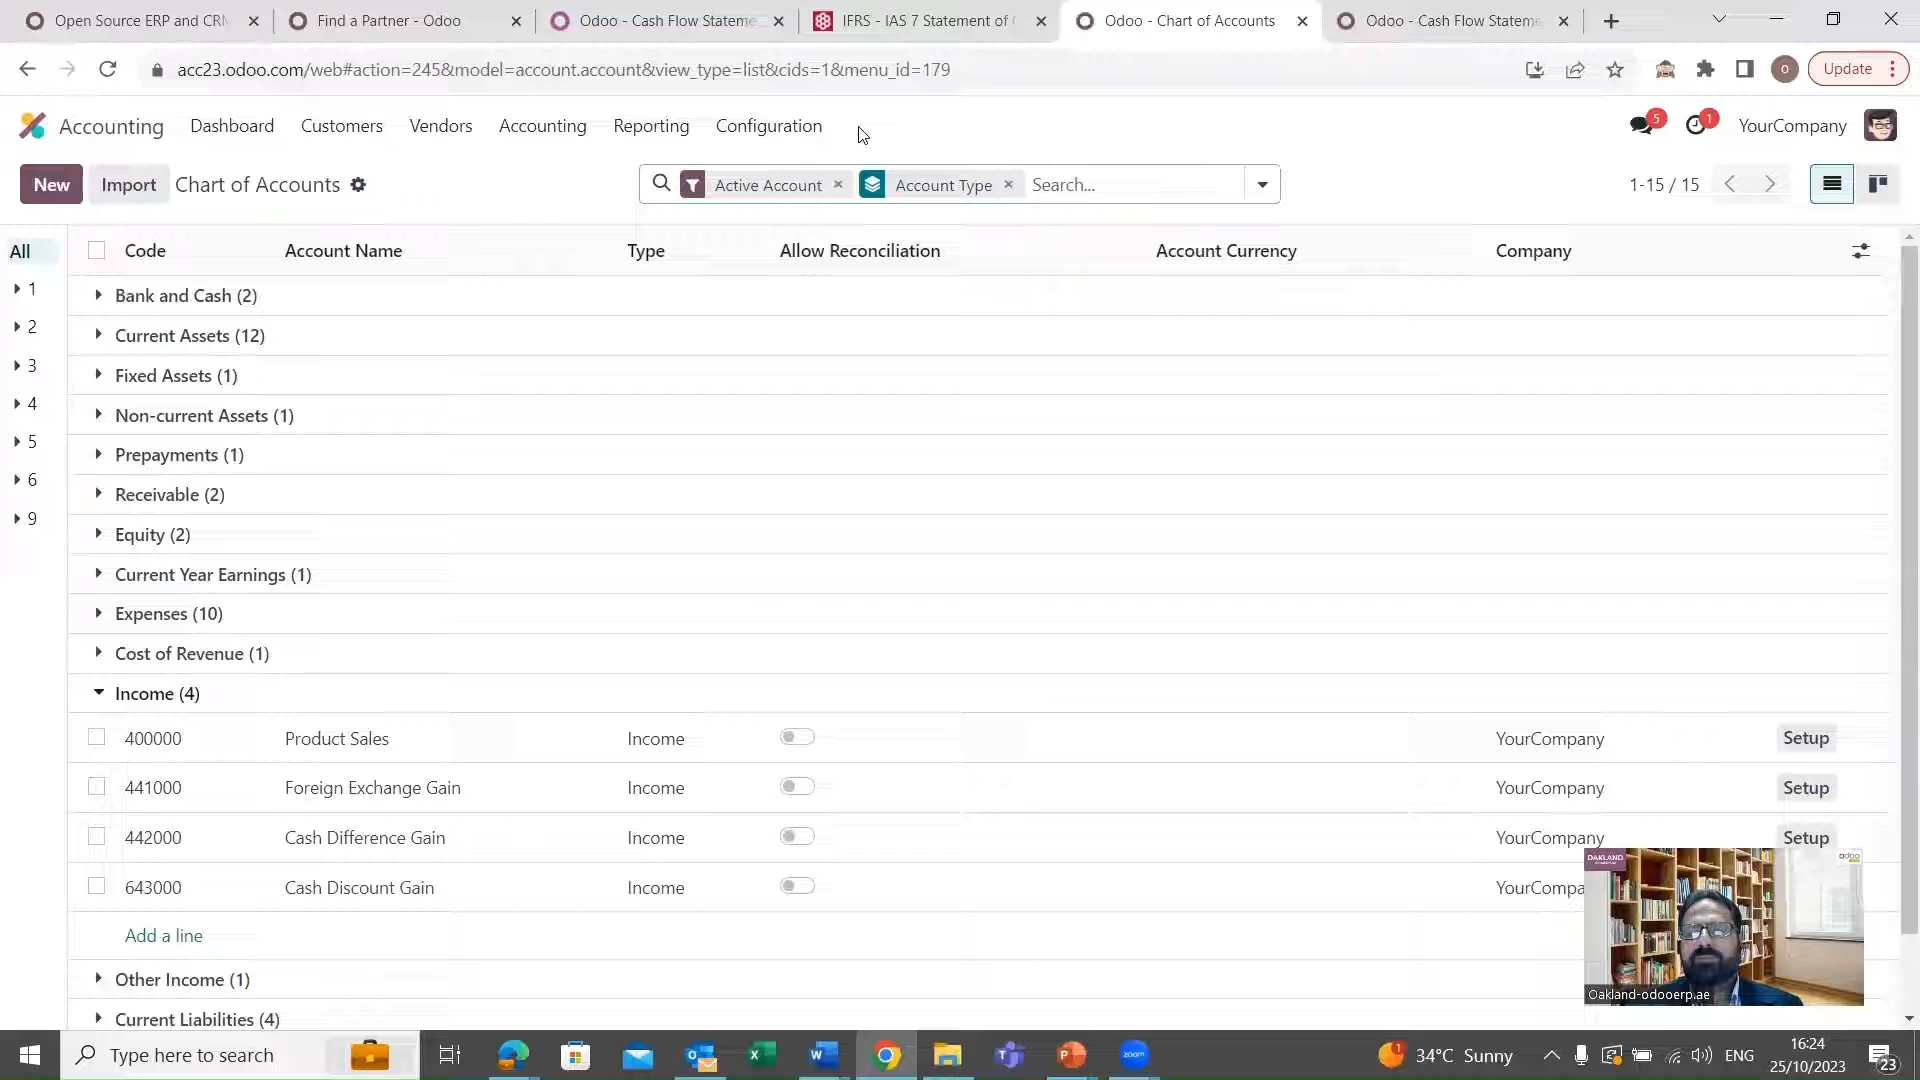 Open Source ERP and CRM
Find a Partner - Odoo
Odoo - Cash Flow Stateme
IFRS - IAS 7 Statement of
Odoo - Chart of Accounts
Odoo - Cash Flow Stateme
acc23.odoo.com/web#action=245&model=account.account&view_type=list&cids=1&menu_id=179
O
Update
Accounting
Dashboard
Customers
Vendors
Accounting
Reporting
Configuration
5
1
YourCompany
New
Import
Chart of Accounts
Active Account
Account Type
Search...
1-15 / 15
All
Code
Account Name
Type
Allow Reconciliation
Account Currency
Company
1
2
3
4
5
6
9
Bank and Cash (2)
Current Assets (12)
Fixed Assets (1)
Non-current Assets (1)
Prepayments (1)
Receivable (2)
Equity (2)
Current Year Earnings (1)
Expenses (10)
Cost of Revenue (1)
Income (4)
400000 Product Sales Income YourCompany Setup
441000 Foreign Exchange Gain Income YourCompany Setup
442000 Cash Difference Gain Income YourCompany Setup
643000 Cash Discount Gain Income YourCompa
Add a line
Other Income (1)
Current Liabilities (4)
OAKLAND
odoo
Oakland-odooerp.ae
Type here to search
zoom
1
34°C Sunny
ENG
16:24
25/10/2023
23